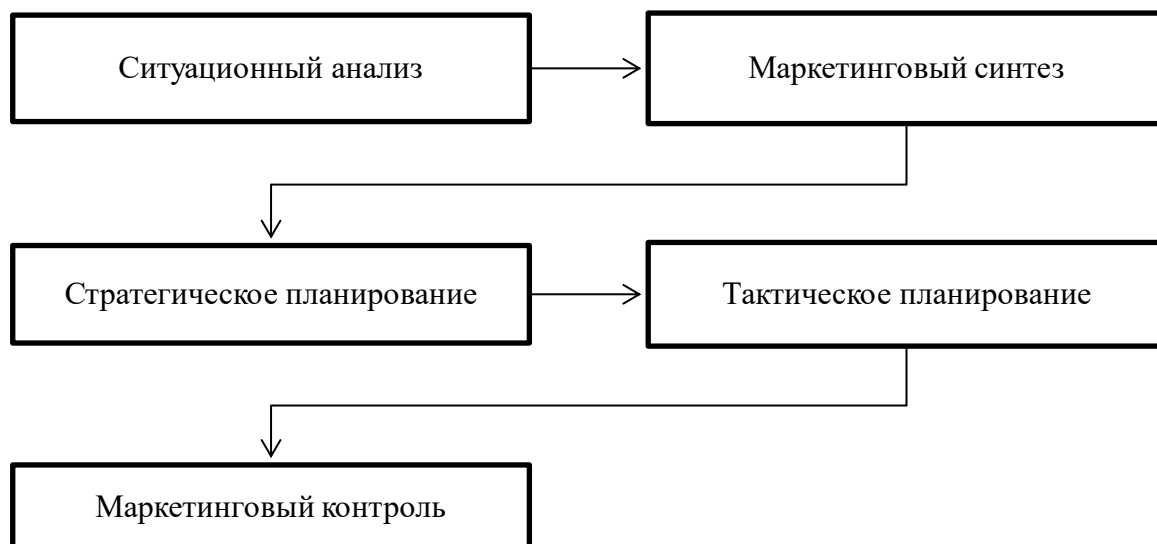 Ситуационный анализ
Маркетинговый синтез
Стратегическое планирование
Тактическое планирование
Маркетинговый контроль